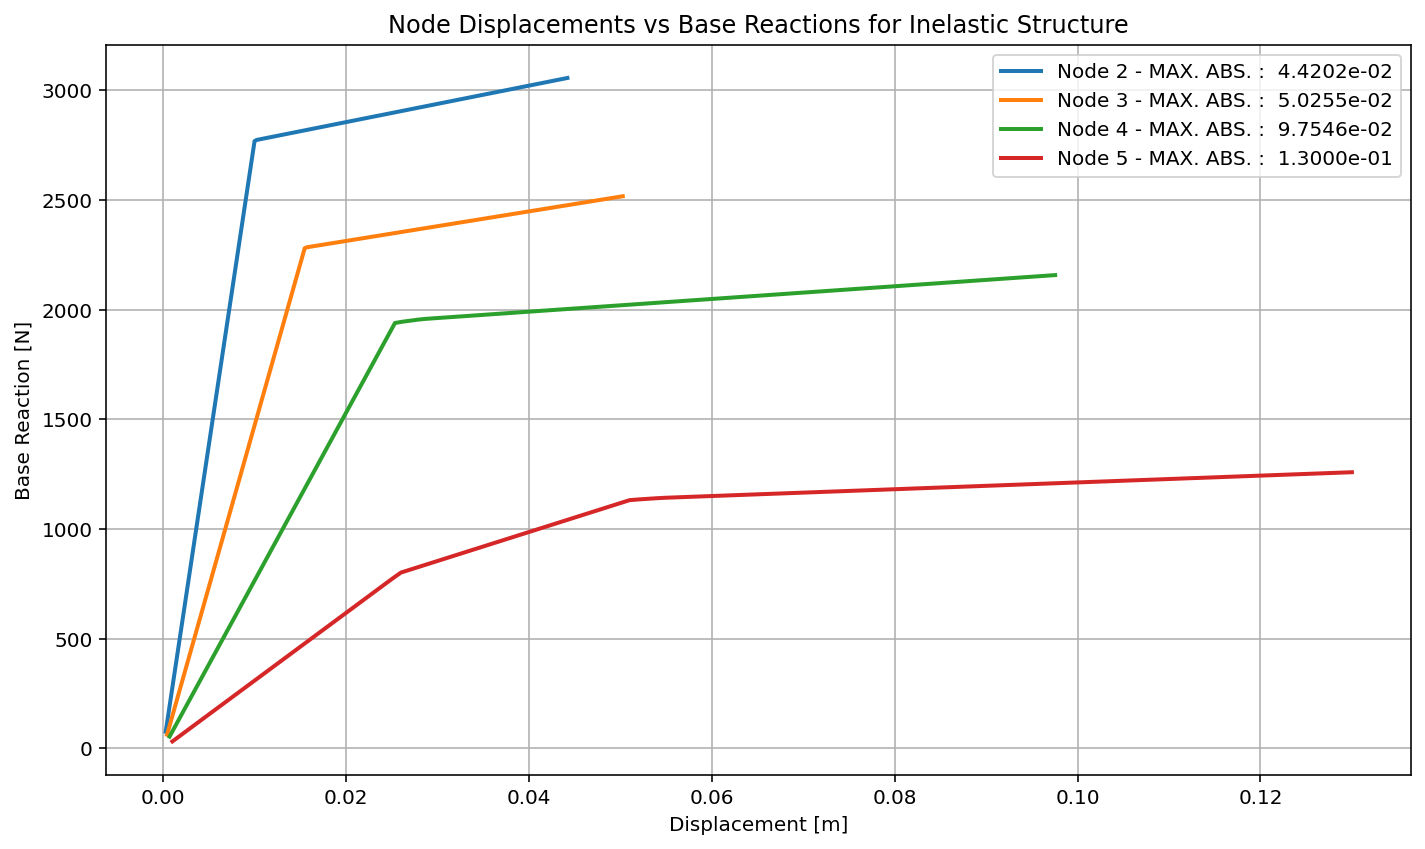 Node Displacements vs Base Reactions for Inelastic Structure
Node 2 - MAX. ABS. :  4.4202e-02
Node 3 - MAX. ABS. :  5.0255e-02
Node 4 - MAX. ABS. :  9.7546e-02
Node 5 - MAX. ABS. :  1.3000e-01
Base Reaction [N]
3000
2500
2000
1500
1000
500
0
0.00
0.02
0.04
0.06
0.08
0.10
0.12
Displacement [m]